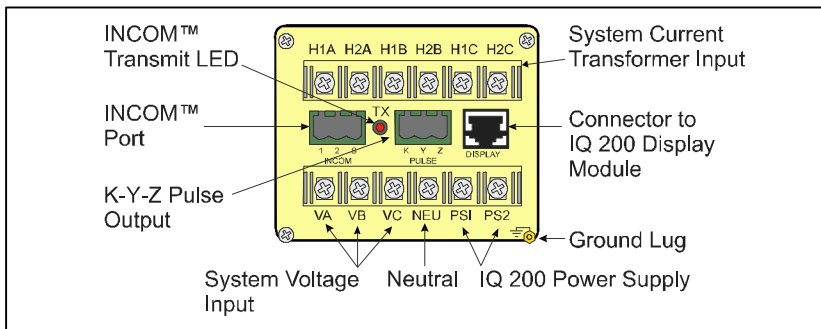 INCOM™
Transmit LED
INCOM™
Port
K-Y-Z Pulse
Output
H1A H2A H1B H2B H1C H2C
TX
1 2 S
INCOM
K Y Z
PULSE
DISPLAY
VA VB VC NEU PS1 PS2
System Current
Transformer Input
Connector to
IQ 200 Display
Module
Ground Lug
System Voltage
Input
Neutral
IQ 200 Power Supply